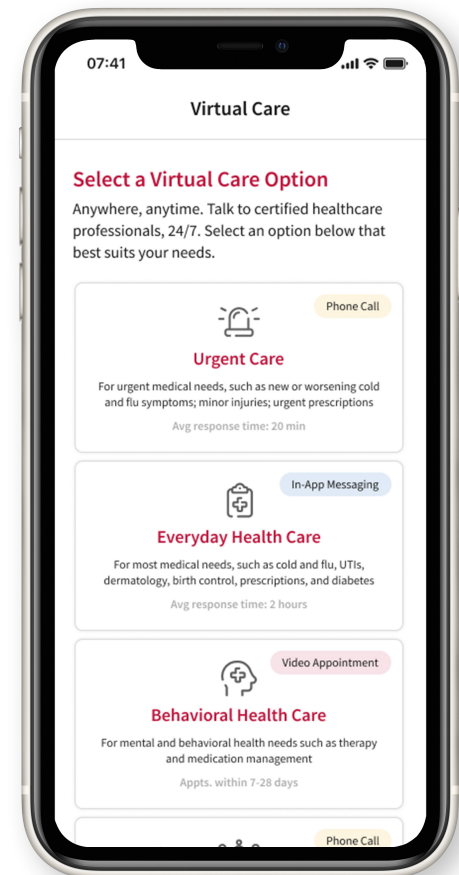 07:41
Virtual Care
Select a Virtual Care Option
Anywhere, anytime. Talk to certified healthcare
professionals, 24/7. Select an option below that
best suits your needs.
Phone Call
Urgent Care
For urgent medical needs, such as new or worsening cold
and flu symptoms; minor injuries; urgent prescriptions
Avg response time: 20 min
In-App Messaging
Everyday Health Care
For most medical needs, such as cold and flu, UTIs,
dermatology, birth control, prescriptions, and diabetes
Avg response time: 2 hours
Video Appointment
Behavioral Health Care
For mental and behavioral health needs such as therapy
and medication management
Appts. within 7-28 days
Phone Call